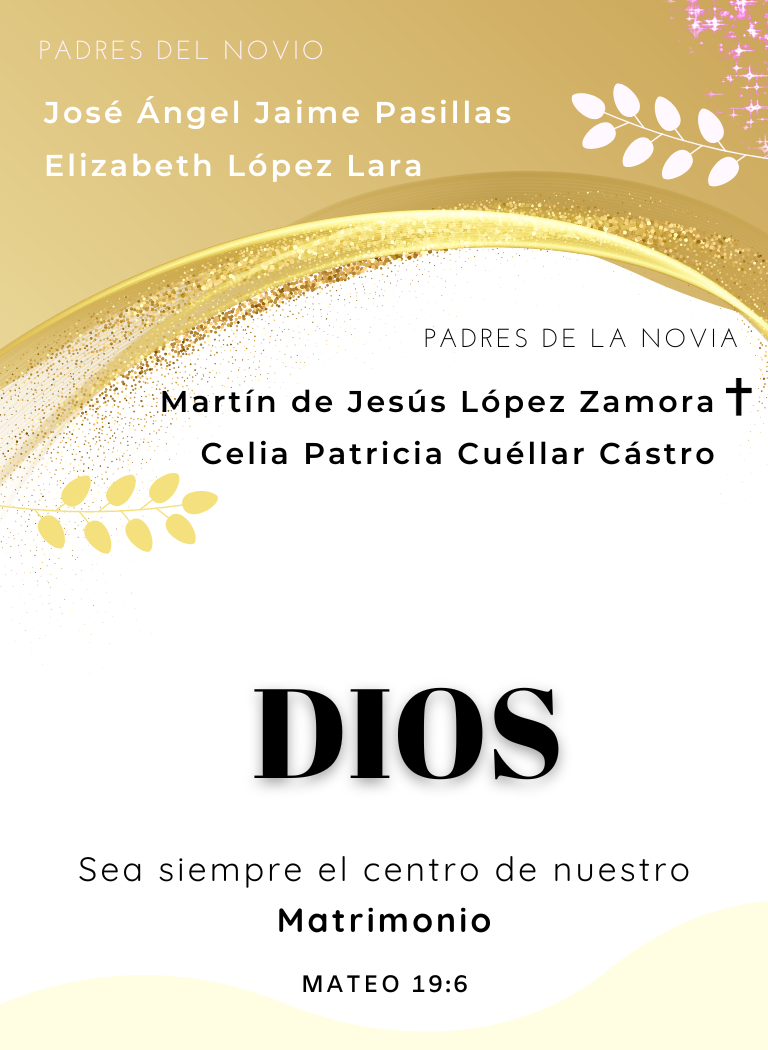 PADRES DEL NOVIO
José Ángel Jaime Pasillas
Elizabeth López Lara
PADRES DE LA NOVIA
Martín de Jesús López Zamora ✝
Celia Patricia Cuéllar Cástro
DIOS
Sea siempre el centro de nuestro
Matrimonio
MATEO 19:6